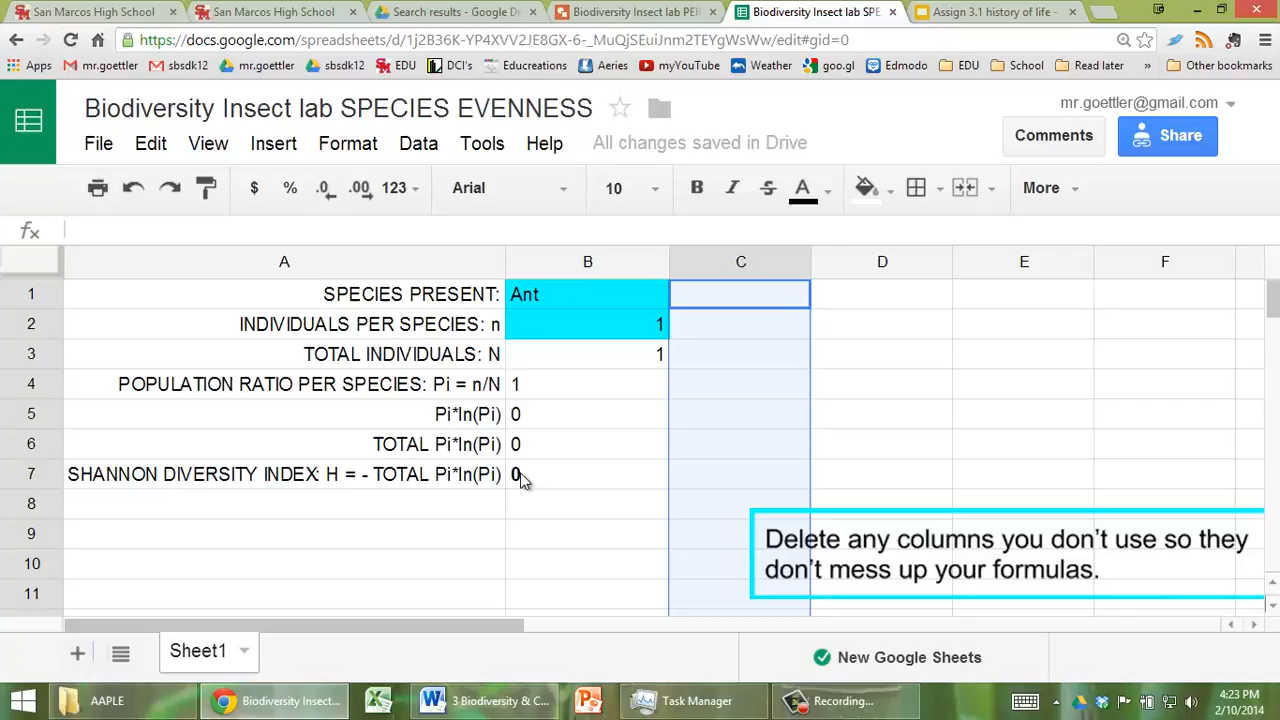 San Marcos High School
San Marcos High School
Search results - Google Dr
Biodiversity Insect lab PER
Biodiversity Insect lab SPE
Assign 3.1 history of life -
https://docs.google.com/spreadsheets/d/1j2B36K-YP4XVV2JE8GX-6-_MuQjSEuiJnm2TEYgWsWw/edit#gid=0
Apps mr.goettler sbsdk12 mr.goettler sbsdk12 EDU DCI's Educreations Aeries myYouTube Weather goo.gl Edmodo EDU School Read later » Other bookmarks
Biodiversity Insect lab SPECIES EVENNESS
mr.goettler@gmail.com
File Edit View Insert Format Data Tools Help All changes saved in Drive
Comments Share
$ % .0 .00 123 Arial 10 B I S A More
fx
A B C D E F
1 SPECIES PRESENT: Ant
2 INDIVIDUALS PER SPECIES: n 1
3 TOTAL INDIVIDUALS: N 1
4 POPULATION RATIO PER SPECIES: Pi = n/N 1
5 Pi*ln(Pi) 0
6 TOTAL Pi*ln(Pi) 0
7 SHANNON DIVERSITY INDEX: H = - TOTAL Pi*ln(Pi) 0
8
9
10
11
Delete any columns you don't use so they
don't mess up your formulas.
Sheet1
New Google Sheets
AAPLE Biodiversity Insect... 3 Biodiversity & C... Task Manager Recording...
4:23 PM
2/10/2014